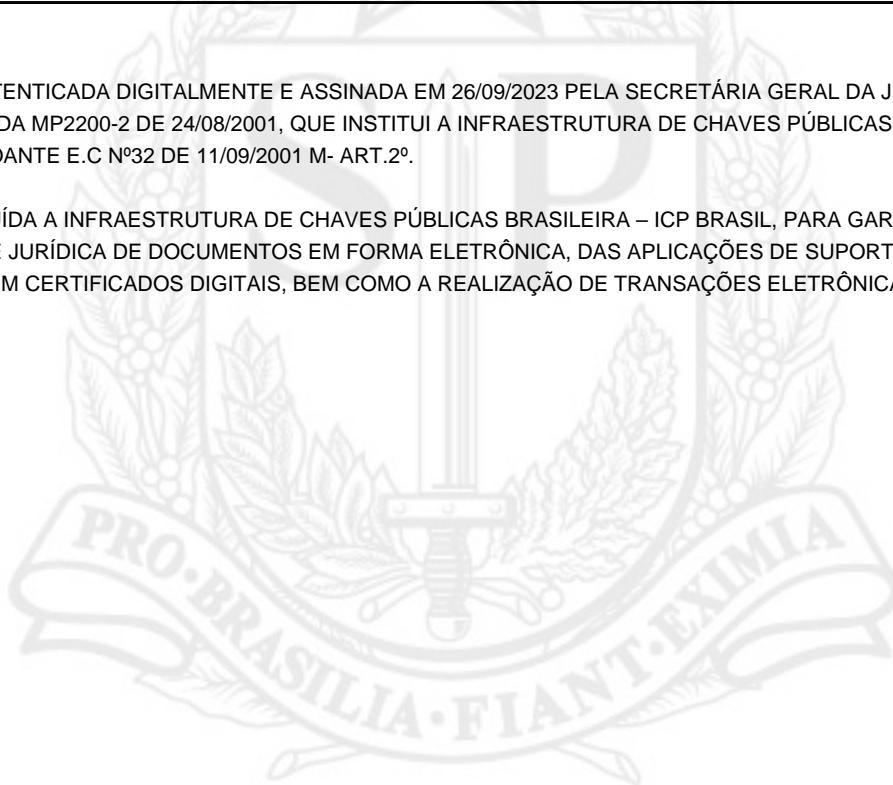 TENTICADA DIGITALMENTE E ASSINADA EM 26/09/2023 PELA SECRETÁRIA GERAL DA J
DA MP2200-2 DE 24/08/2001, QUE INSTITUI A INFRAESTRUTURA DE CHAVES PÚBLICAS
DANTE E.C Nº32 DE 11/09/2001 M- ART.2º.
ÍDA A INFRAESTRUTURA DE CHAVES PÚBLICAS BRASILEIRA – ICP BRASIL, PARA GAR
E JURÍDICA DE DOCUMENTOS EM FORMA ELETRÔNICA, DAS APLICAÇÕES DE SUPORT
M CERTIFICADOS DIGITAIS, BEM COMO A REALIZAÇÃO DE TRANSAÇÕES ELETRÔNICA
SP
PRO·BRASILIA·FIANT·EXIMIA